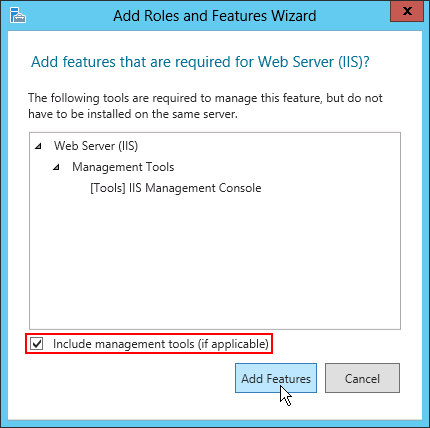 Add Roles and Features Wizard
x
Add features that are required for Web Server (IIS)?
The following tools are required to manage this feature, but do not
have to be installed on the same server.
Web Server (IIS)
Management Tools
[Tools] IIS Management Console
Include management tools (if applicable)
Add Features
Cancel